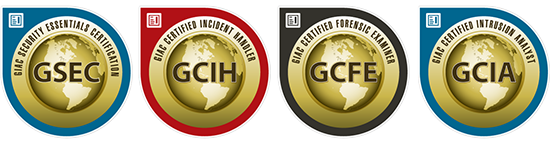 GIAC SECURITY ESSENTIALS CERTIFICATION
GSEC
GIAC CERTIFIED INCIDENT HANDLER
GCIH
GIAC CERTIFIED FORENSIC EXAMINER
GCFE
GIAC CERTIFIED INTRUSION ANALYST
GCIA